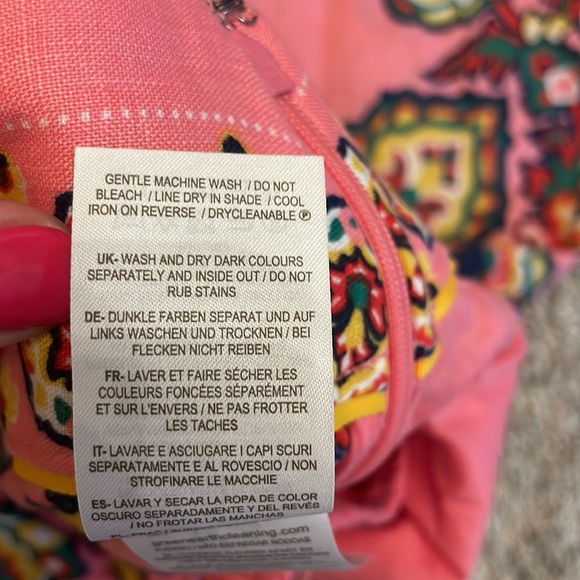 GENTLE MACHINE WASH / DO NOT
BLEACH / LINE DRY IN SHADE / COOL
IRON ON REVERSE / DRYCLEANABLE Ⓟ
UK- WASH AND DRY DARK COLOURS
SEPARATELY AND INSIDE OUT / DO NOT
RUB STAINS
DE- DUNKLE FARBEN SEPARAT UND AUF
LINKS WASCHEN UND TROCKNEN / BEI
FLECKEN NICHT REIBEN
FR- LAVER ET FAIRE SÉCHER LES
COULEURS FONCÉES SÉPARÉMENT
ET SUR L'ENVERS / NE PAS FROTTER
LES TACHES
IT- LAVARE E ASCIUGARE I CAPI SCURI
SEPARATAMENTE E AL ROVESCIO / NON
STROFINARE LE MACCHIE
ES- LAVAR Y SECAR LA ROPA DE COLOR
OSCURO SEPARADAMENTE Y DEL REVÉS
/ NO FROTAR LAS MANCHAS
greenearthcleaning.com